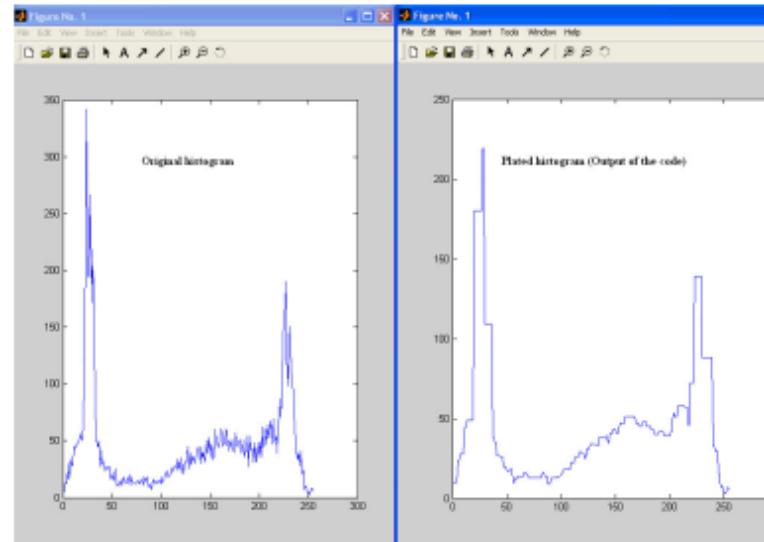 Figure No. 1
File Edit View Insert Tools Window Help
350
300
250
200
150
100
50
0
Original histogram
0 50 100 150 200 250 300
Figure No. 1
File Edit View Insert Tools Window Help
250
200
150
100
50
0
Plated histogram (Output of the code)
0 50 100 150 200 250